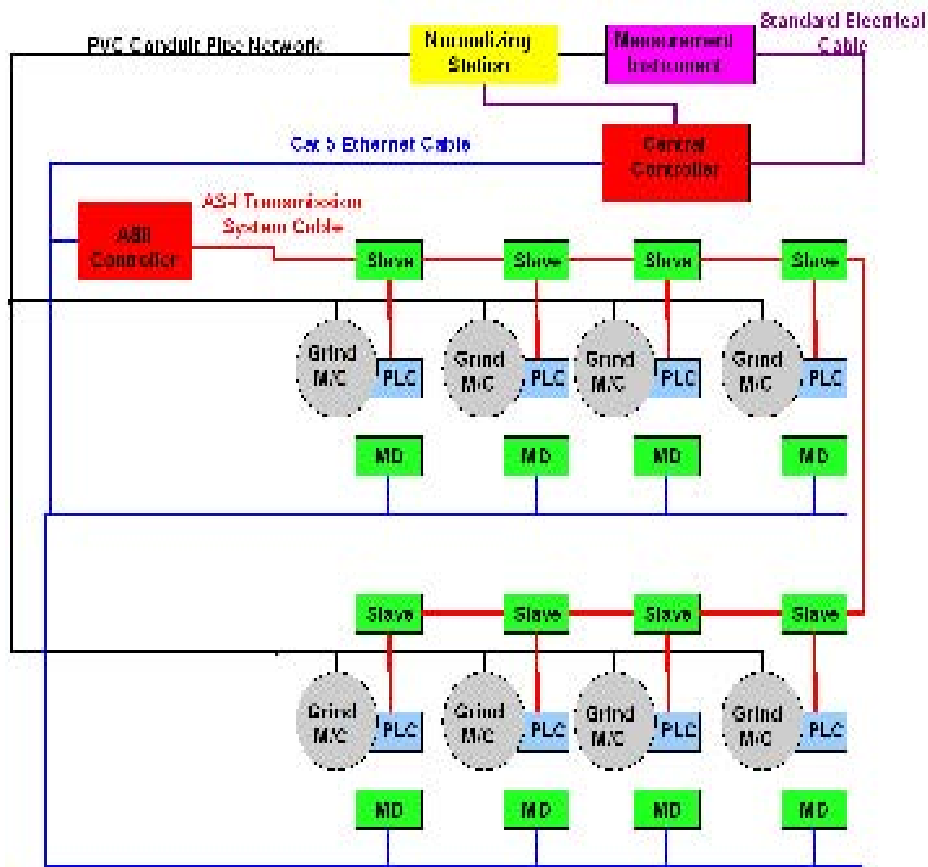 Standard Electrical
Cable
PVC Conduit Pipe Network
Normalizing
Station
Measurement
Instrument
Cat 5 Ethernet Cable
Central
Controller
AS-I Transmission
System Cable
Controller
Slave
Slave
Slave
Slave
Grind
M/C
PLC
Grind
M/C
PLC
Grind
M/C
PLC
Grind
M/C
PLC
MD
MD
MD
MD
Slave
Slave
Slave
Slave
Grind
M/C
PLC
Grind
M/C
PLC
Grind
M/C
PLC
Grind
M/C
PLC
MD
MD
MD
MD